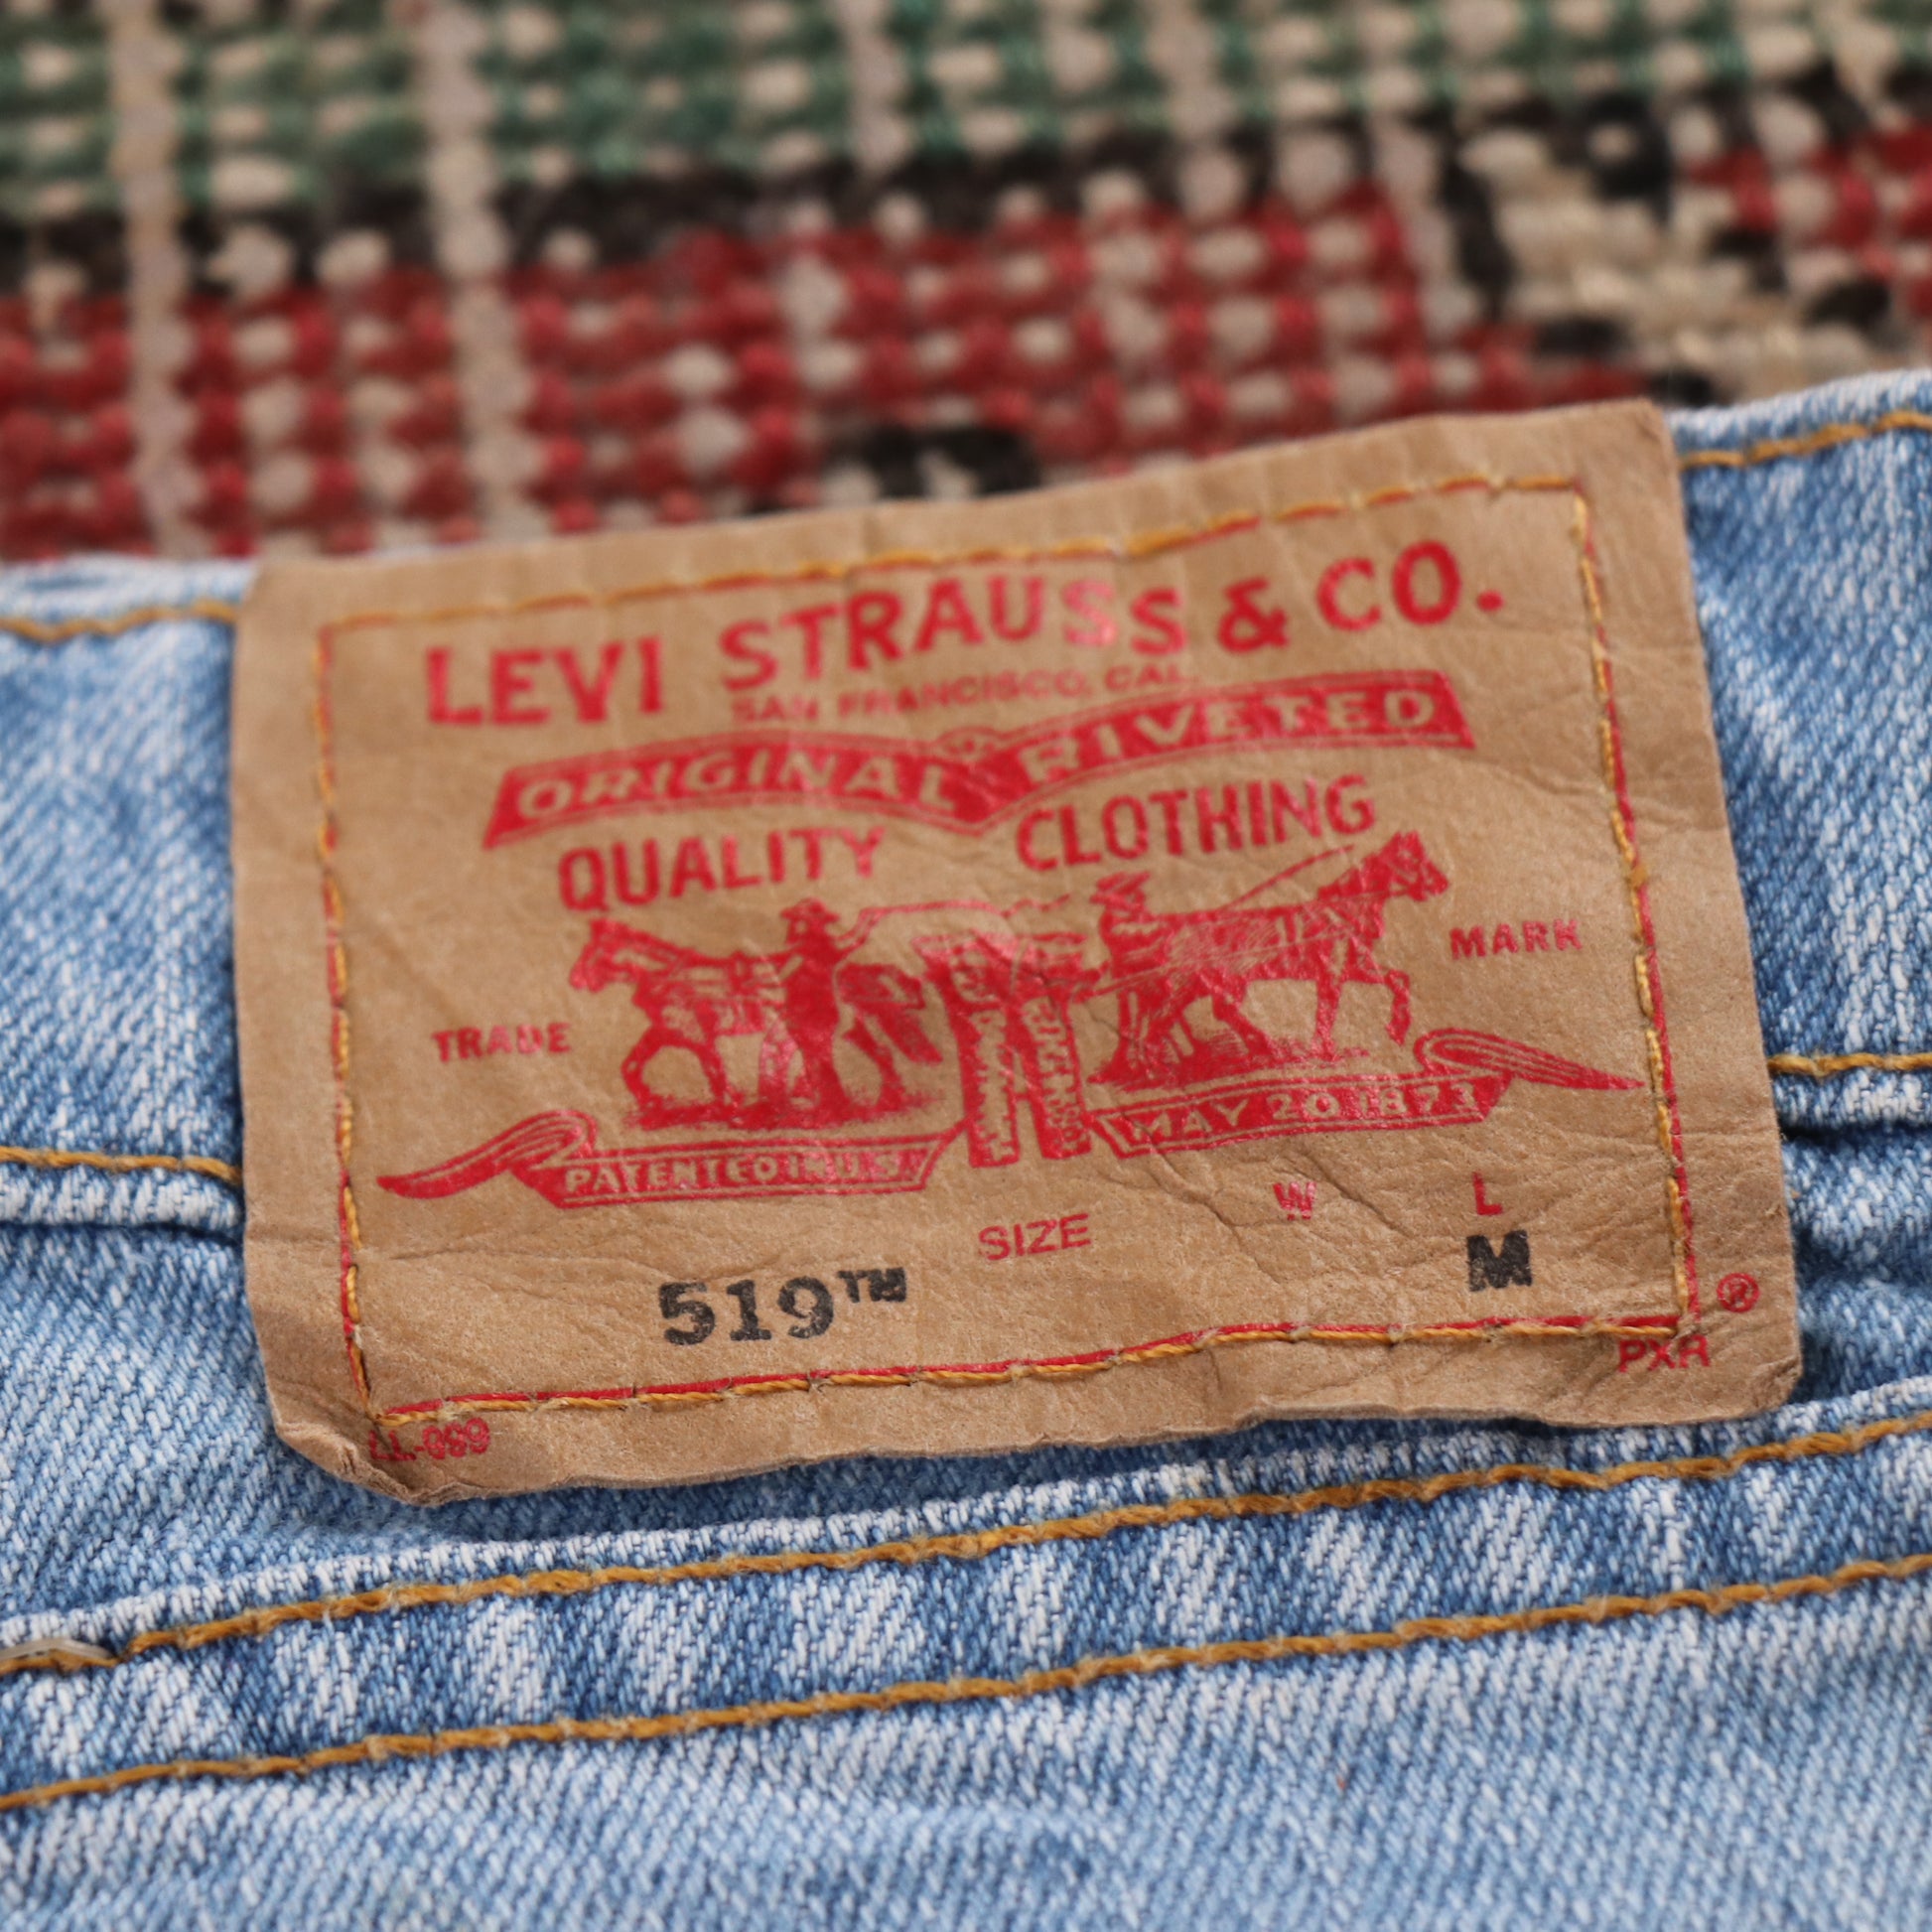 LEVI STRAUSS & CO.
SAN FRANCISCO, CAL.
ORIGINAL RIVETED
QUALITY CLOTHING
TRADE MARK
PATENTED IN U.S. MAY 20 1873
SIZE W L
519™ M
®
PXR